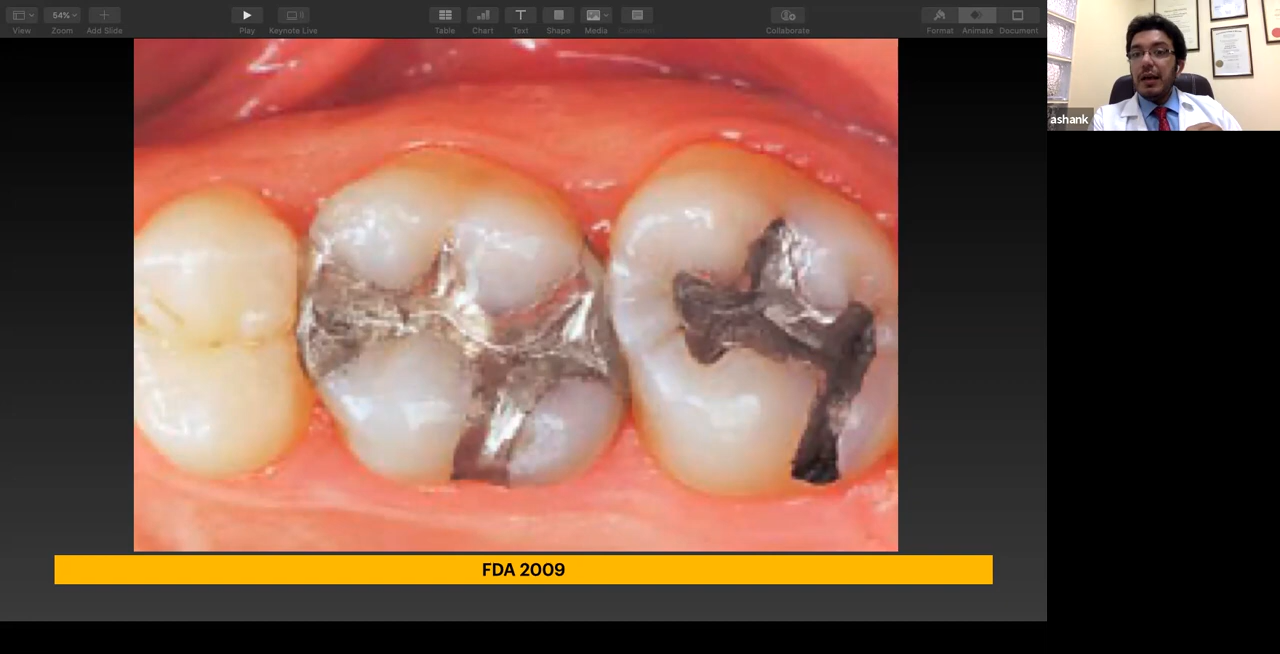 54%
View
Zoom
Add Slide
Play
Keynote Live
Table
Chart
Text
Shape
Media
Comment
Collaborate
Format
Animate
Document
ashank
FDA 2009